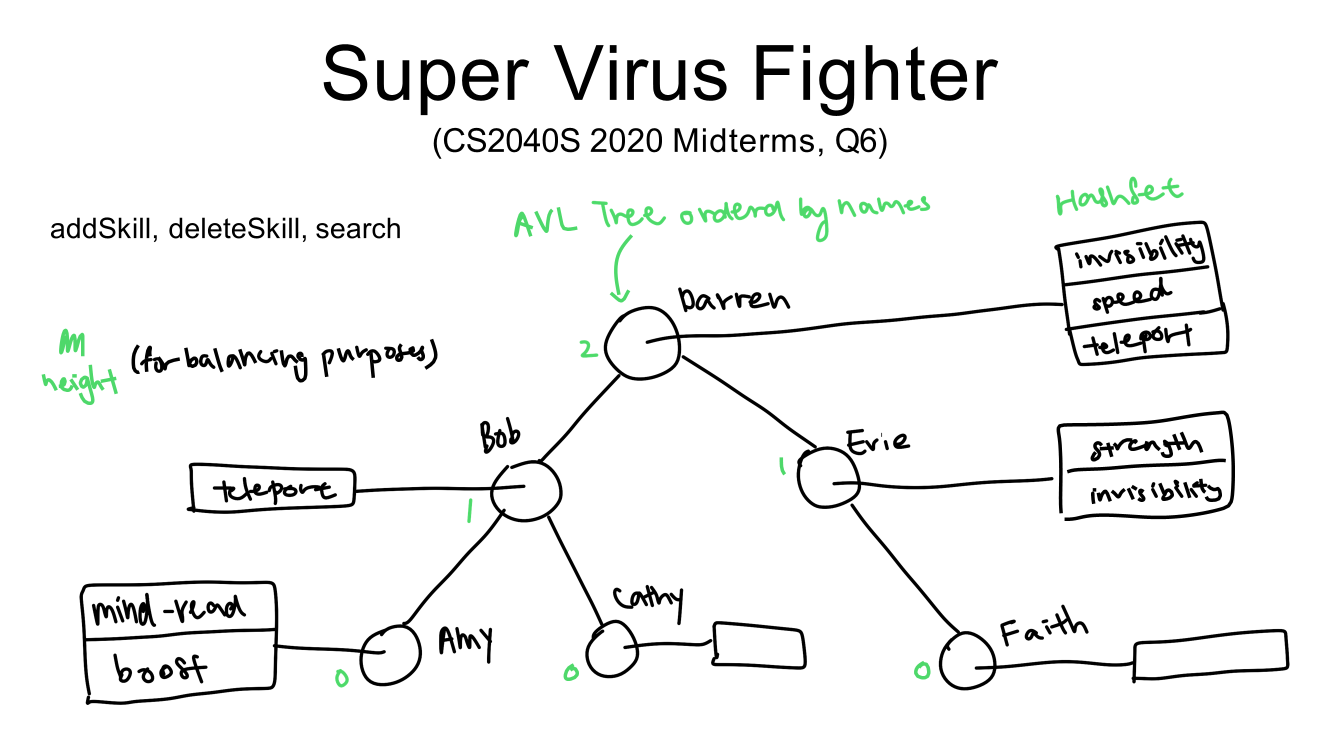 Super Virus Fighter
(CS2040S 2020 Midterms, Q6)
addSkill, deleteSkill, search
AVL Tree orderd by names
HashSet
invisibility
speed
teleport
Darren
2
height
(for balancing purposes)
Bob
teleport
1
Erie
1
strength
invisibility
mind-read
boost
Amy
0
Cathy
0
Faith
0